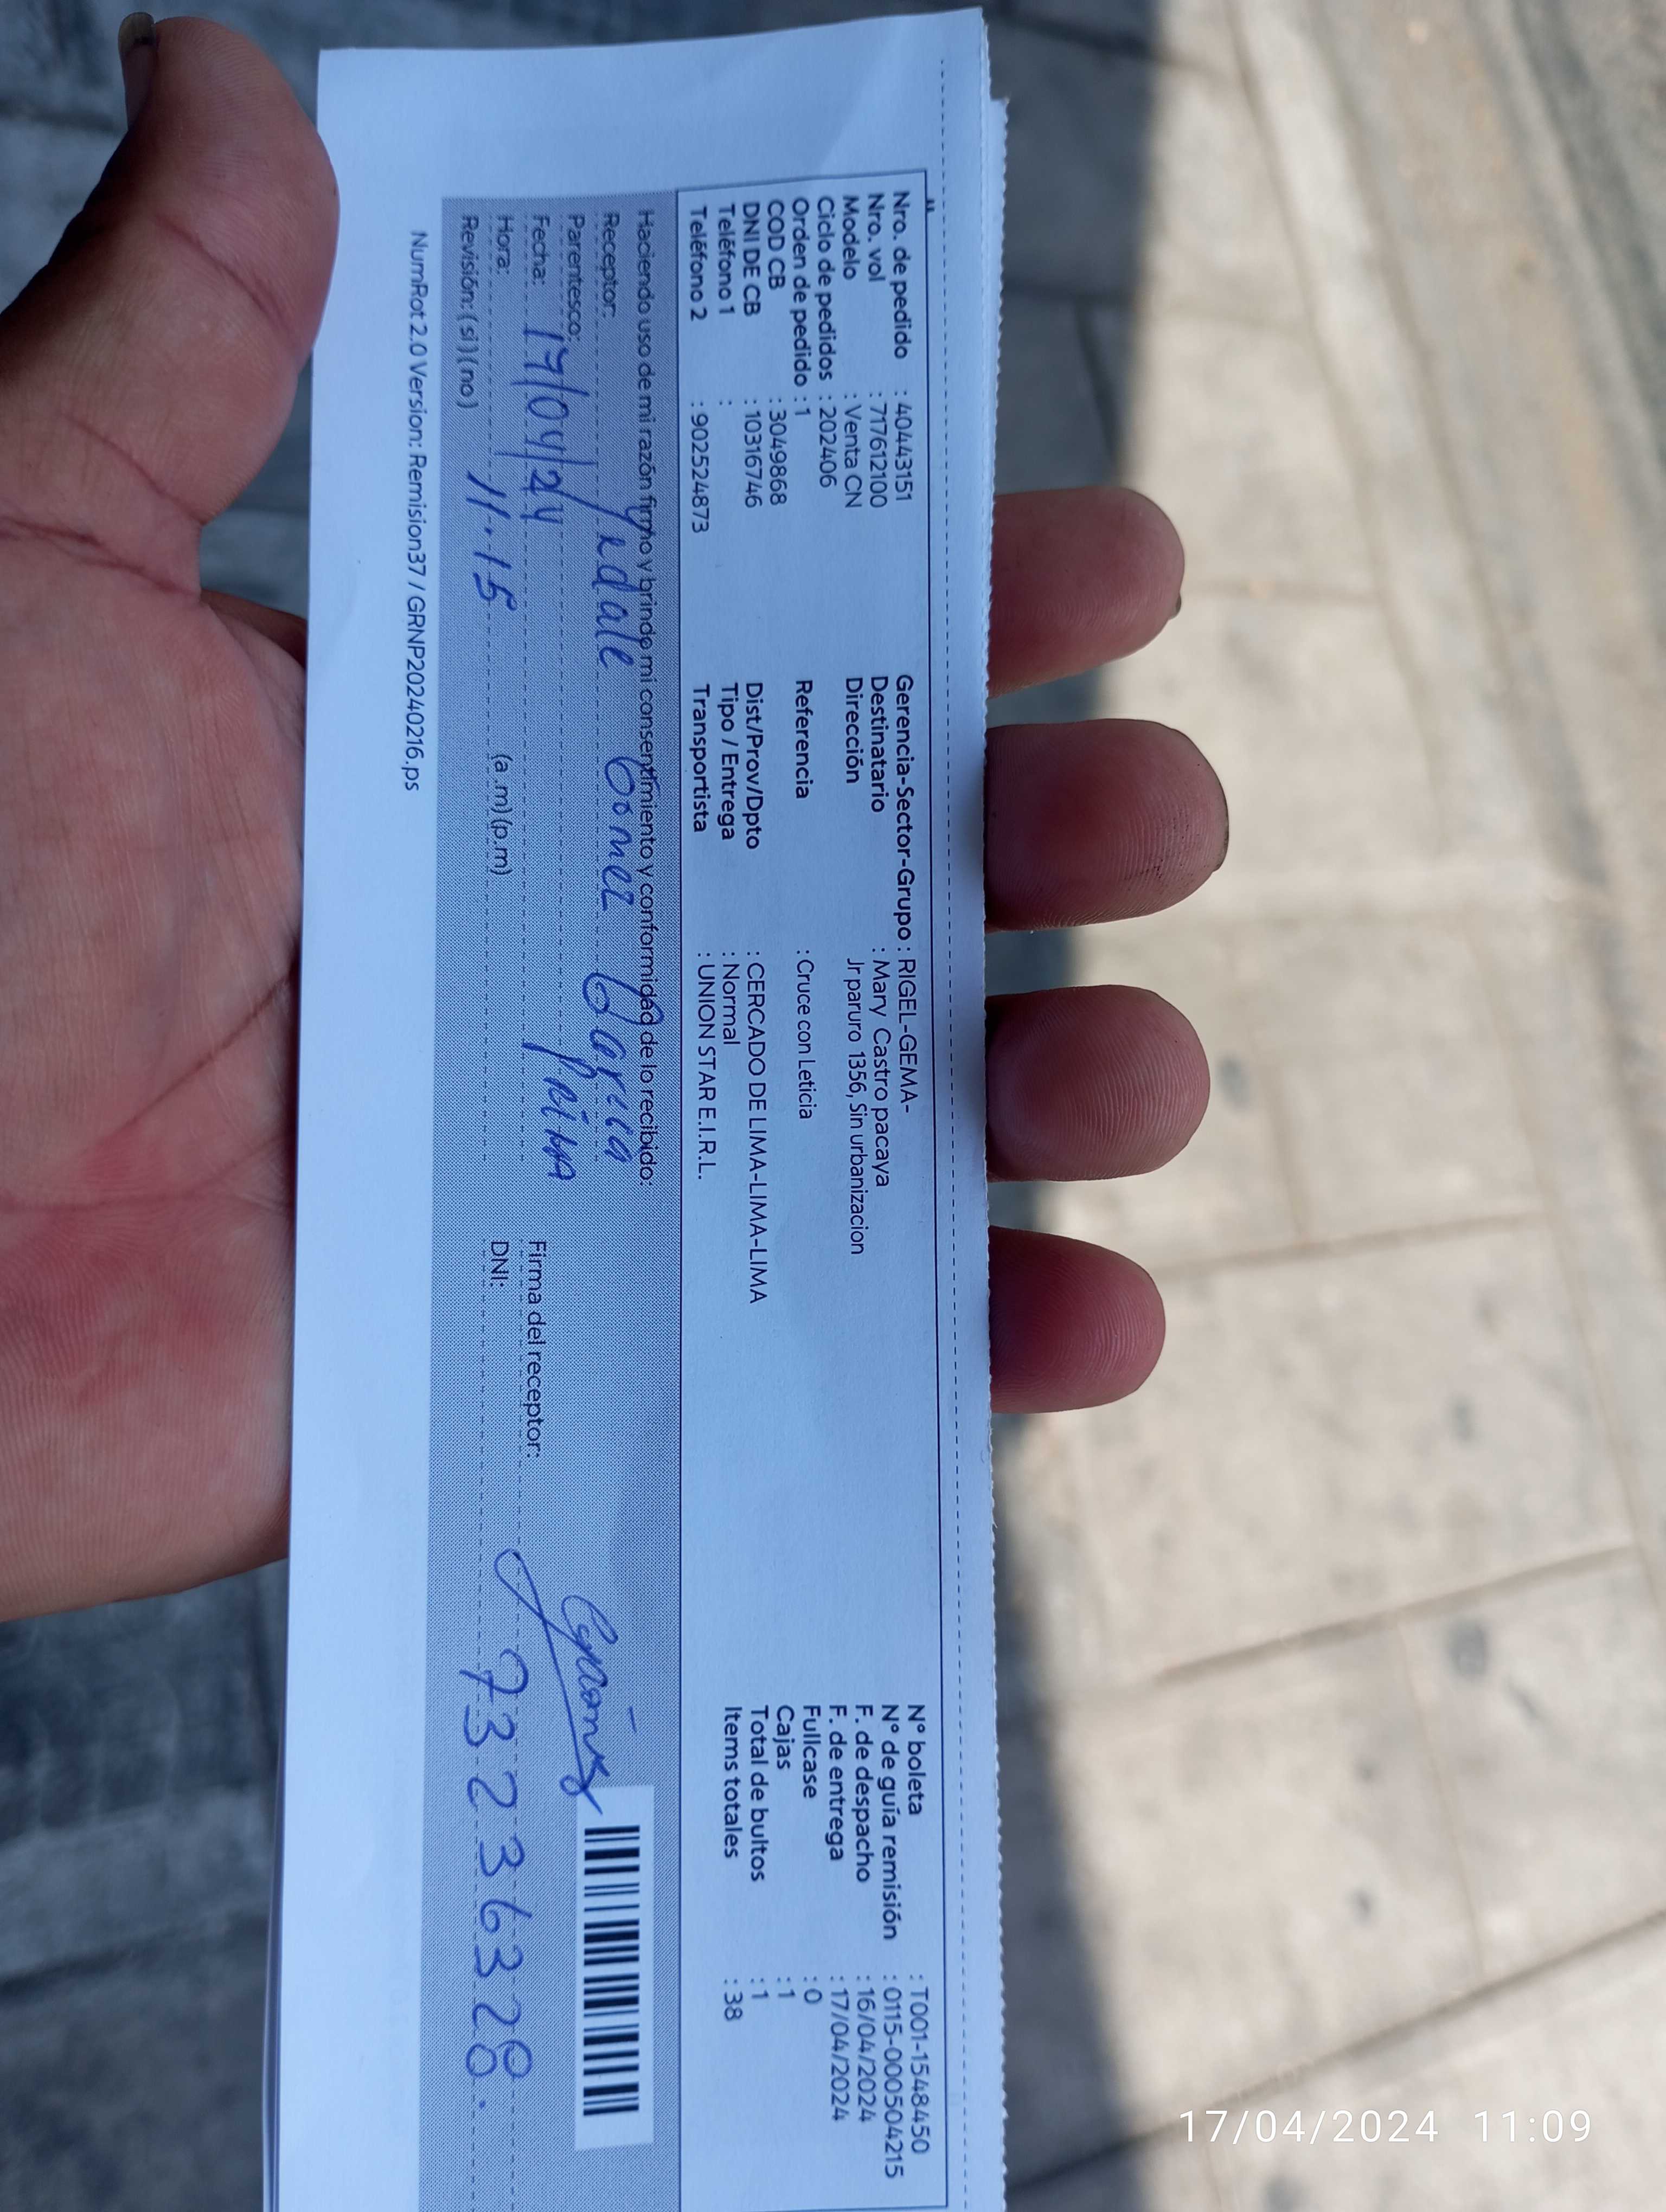 Nro. de pedido : 40443151
Nro. vol : 717612100
Modelo : Venta CN
Ciclo de pedidos : 202406
Orden de pedido : 1
COD CB : 3049868
DNI DE CB : 10316746
Teléfono 1 :
Teléfono 2 : 902524873
Gerencia-Sector-Grupo : RIGEL-GEMA-
Destinatario : Mary Castro pacaya
Dirección Jr paruro 1356, Sin urbanizacion
Referencia : Cruce con Leticia
Dist/Prov/Dpto : CERCADO DE LIMA-LIMA-LIMA
Tipo / Entrega : Normal
Transportista : UNION STAR E.I.R.L.
N° boleta : T001-1548450
N° de guía remisión : 0115-0005504215
F. de despacho : 16/04/2024
F. de entrega : 17/04/2024
Fullcase : 0
Cajas : 1
Total de bultos : 1
Items totales : 38
Haciendo uso de mi razón firmo y brindo mi consentimiento y conformidad de lo recibido:
Receptor: Gomez Garcia
Parentesco:
Fecha: 17/04/24
Hora: 11:15 (a.m) (p.m)
Revisión: ( si ) ( no )
Firma del receptor:
DNI: 73236328
NumRot 2.0 Version: Remision37 / GRNP20240216.ps
17/04/2024 11:09